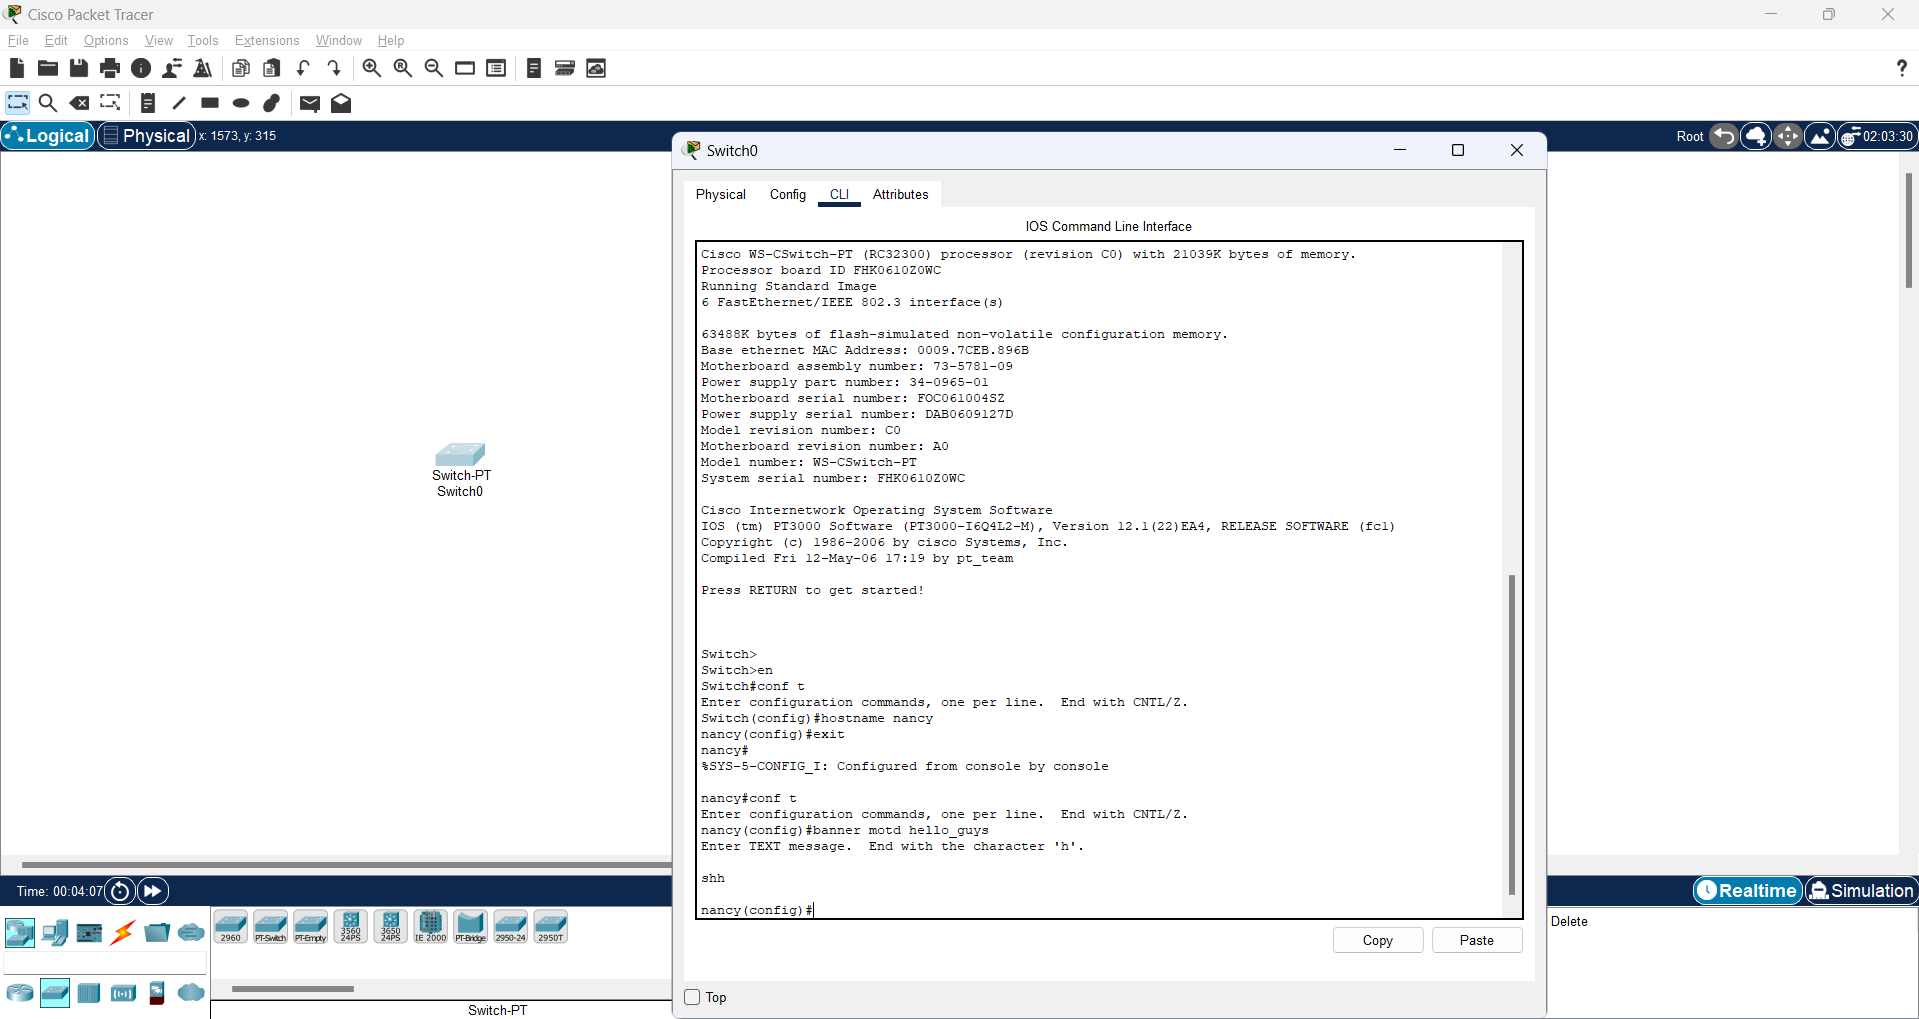 Cisco Packet Tracer
File Edit Options View Tools Extensions Window Help
?
Logical Physical x: 1573, y: 315 Root 02:03:30
Switch0
Physical Config CLI Attributes
IOS Command Line Interface
Cisco WS-CSwitch-PT (RC32300) processor (revision C0) with 21039K bytes of memory.
Processor board ID FHK0610Z0WC
Running Standard Image
6 FastEthernet/IEEE 802.3 interface(s)
63488K bytes of flash-simulated non-volatile configuration memory.
Base ethernet MAC Address: 0009.7CEB.896B
Motherboard assembly number: 73-5781-09
Power supply part number: 34-0965-01
Motherboard serial number: FOC061004SZ
Power supply serial number: DAB0609127D
Model revision number: C0
Motherboard revision number: A0
Model number: WS-CSwitch-PT
System serial number: FHK0610Z0WC
Cisco Internetwork Operating System Software
IOS (tm) PT3000 Software (PT3000-I6Q4L2-M), Version 12.1(22)EA4, RELEASE SOFTWARE (fc1)
Copyright (c) 1986-2006 by cisco Systems, Inc.
Compiled Fri 12-May-06 17:19 by pt_team
Press RETURN to get started!
Switch>
Switch>en
Switch#conf t
Enter configuration commands, one per line.  End with CNTL/Z.
Switch(config)#hostname nancy
nancy(config)#exit
nancy#
%SYS-5-CONFIG_I: Configured from console by console
nancy#conf t
Enter configuration commands, one per line.  End with CNTL/Z.
nancy(config)#banner motd hello_guys
Enter TEXT message.  End with the character 'h'.
shh
nancy(config)#
Copy Paste
Top
Switch-PT
Switch0
Time: 00:04:07 Realtime Simulation
2960 PT-Switch PT-Empty 3560 24PS 3650 24PS IE 2000 PT-Bridge 2950-24 2950T
Delete
Switch-PT